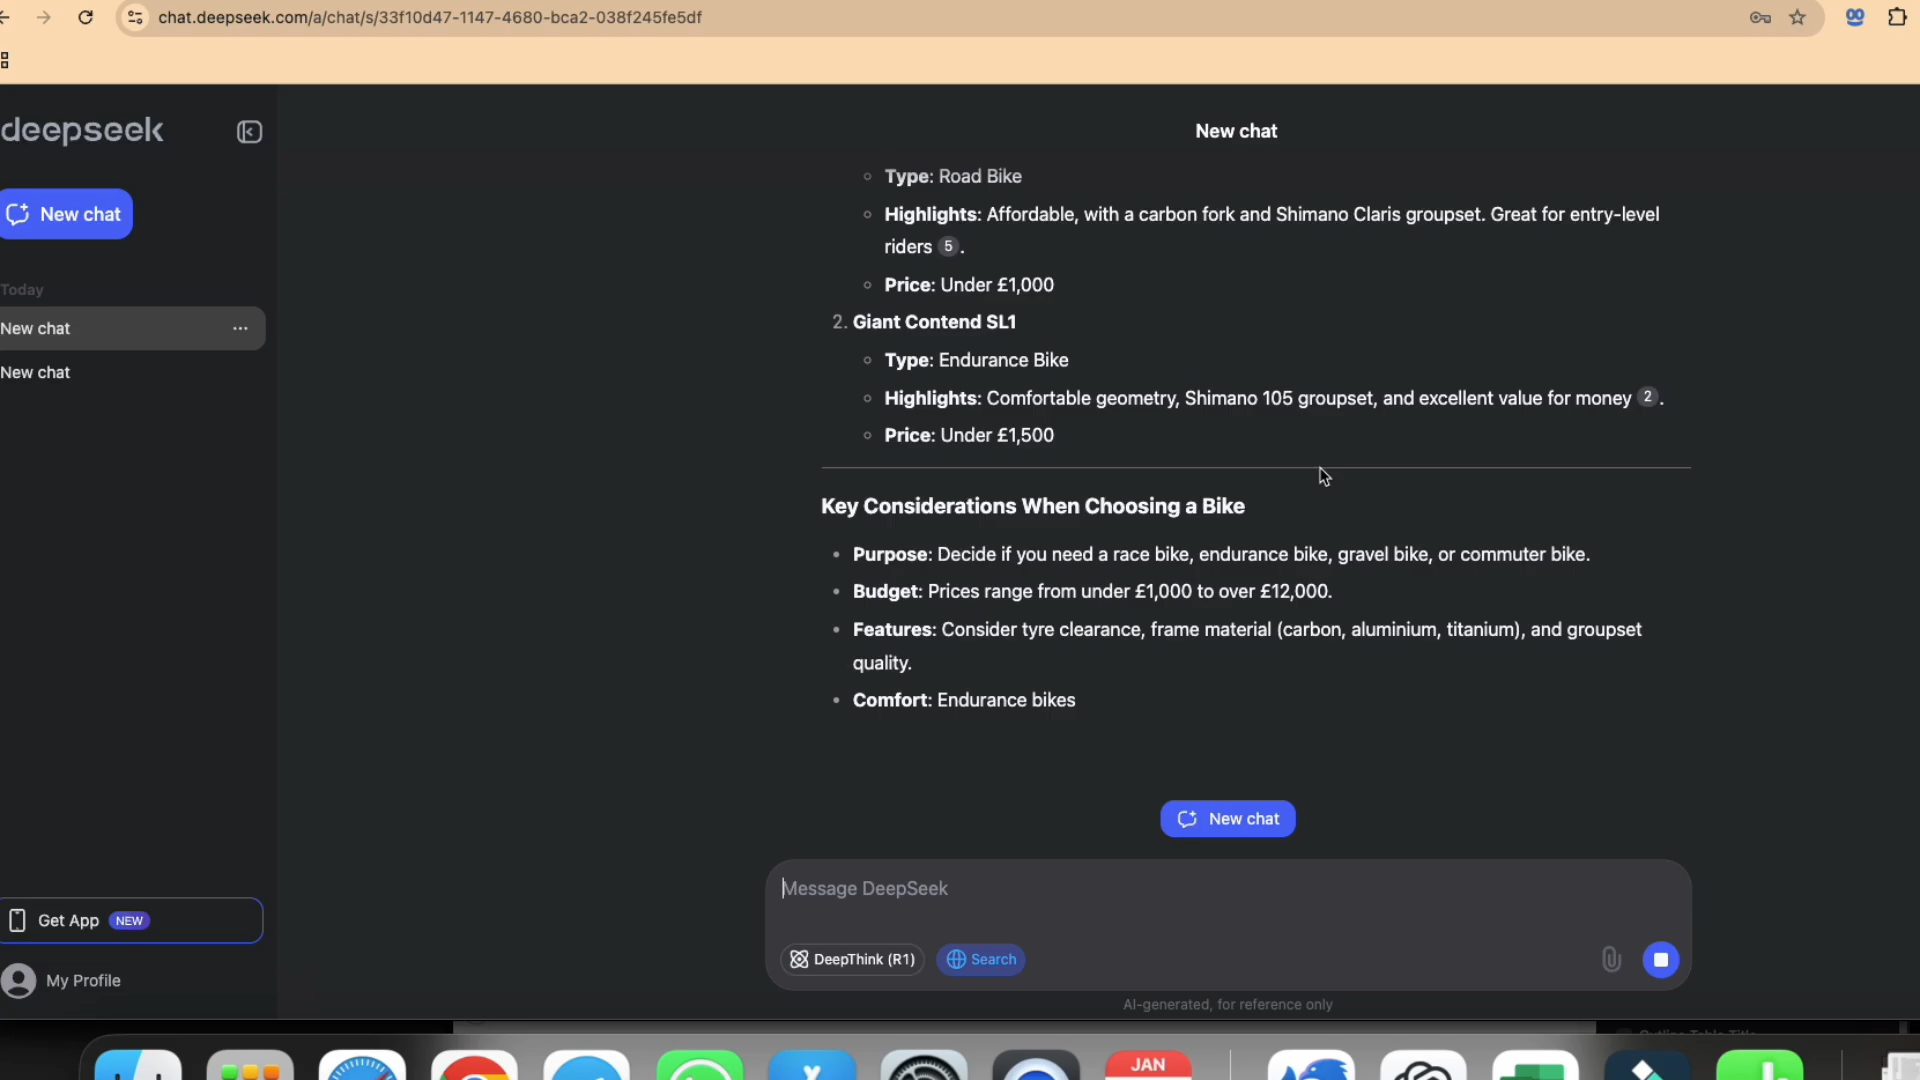 chat.deepseek.com/a/chat/s/33f10d47-1147-4680-bca2-038f245fe5df
deepseek
New chat
New chat
Today
New chat
New chat
Type: Road Bike
Highlights: Affordable, with a carbon fork and Shimano Claris groupset. Great for entry-level
riders 5 .
Price: Under £1,000
2. Giant Contend SL1
Type: Endurance Bike
Highlights: Comfortable geometry, Shimano 105 groupset, and excellent value for money 2 .
Price: Under £1,500
Key Considerations When Choosing a Bike
Purpose: Decide if you need a race bike, endurance bike, gravel bike, or commuter bike.
Budget: Prices range from under £1,000 to over £12,000.
Features: Consider tyre clearance, frame material (carbon, aluminium, titanium), and groupset
quality.
Comfort: Endurance bikes
New chat
Message DeepSeek
DeepThink (R1) Search
AI-generated, for reference only
Get App NEW
My Profile
JAN